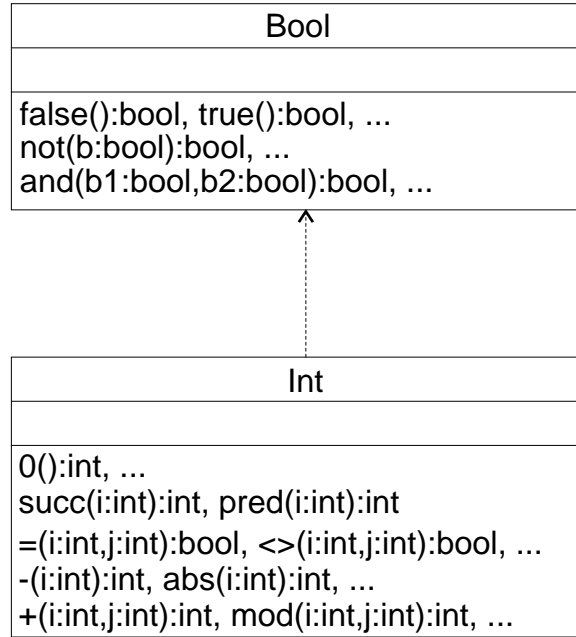 Bool
false():bool, true():bool, ...
not(b:bool):bool, ...
and(b1:bool,b2:bool):bool, ...
Int
0():int, ...
succ(i:int):int, pred(i:int):int
=(i:int,j:int):bool, <>(i:int,j:int):bool, ...
-(i:int):int, abs(i:int):int, ...
+(i:int,j:int):int, mod(i:int,j:int):int, ...